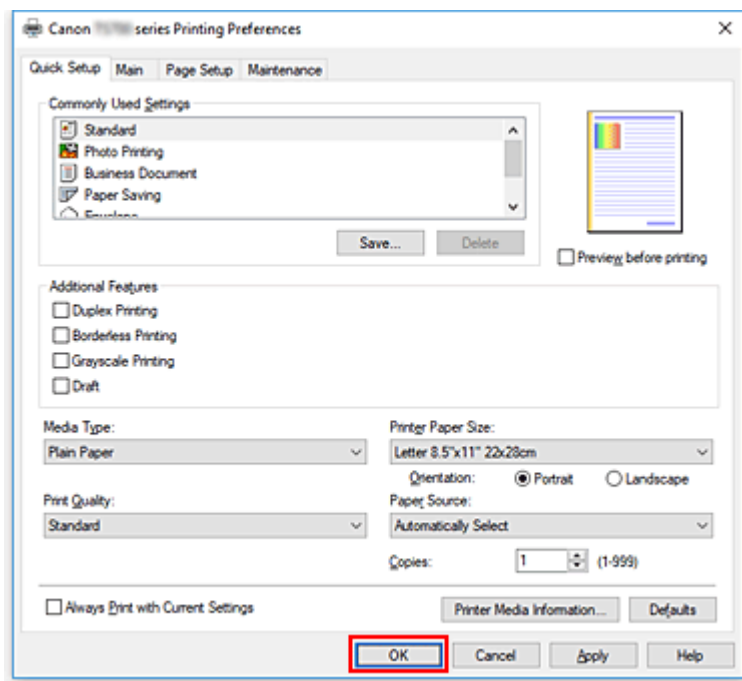 Canon series Printing Preferences
Quick Setup Main Page Setup Maintenance
Commonly Used Settings
Standard
Photo Printing
Business Document
Paper Saving
Save... Delete
Preview before printing
Additional Features
Duplex Printing
Borderless Printing
Grayscale Printing
Draft
Media Type:
Plain Paper
Printer Paper Size:
Letter 8.5"x11" 22x28cm
Orientation: Portrait Landscape
Print Quality:
Standard
Paper Source:
Automatically Select
Copies: 1 (1-999)
Always Print with Current Settings
Printer Media Information... Defaults
OK Cancel Apply Help